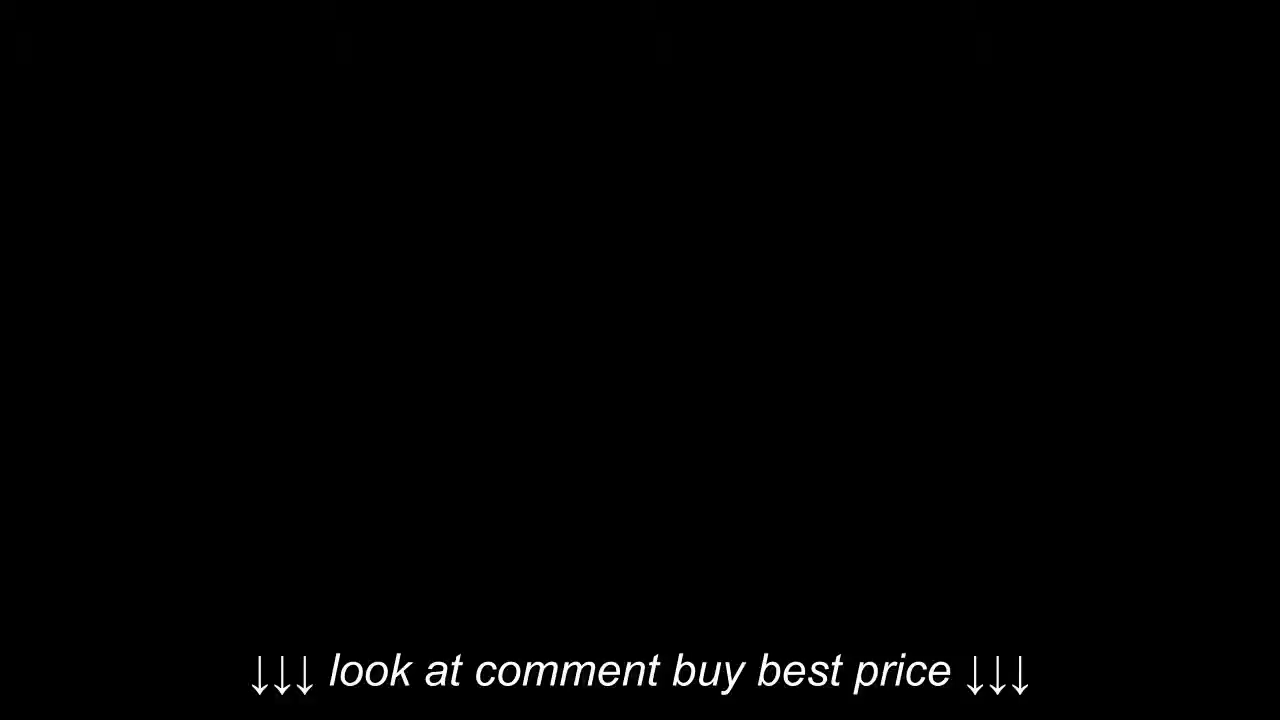 ↓↓↓ look at comment buy best price ↓↓↓